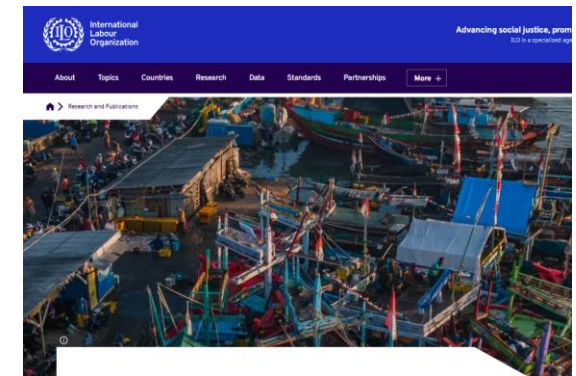 International
Labour
Organization
Advancing social justice, prom
ILO is a specialized age
About Topics Countries Research Data Standards Partnerships More +
Research and Publications